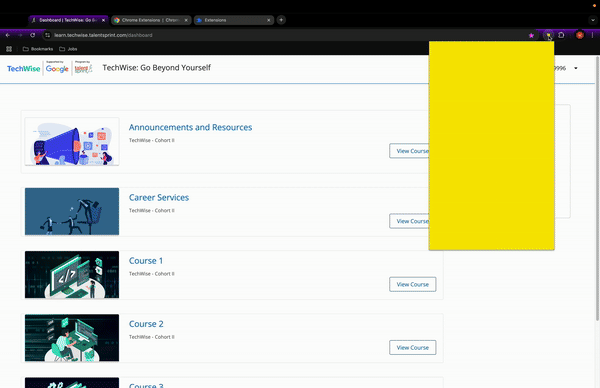 Dashboard | TechWise: Go B
Chrome Extensions | Chrom
Extensions
learn.techwise.talentsprint.com/dashboard
Bookmarks
Jobs
TechWise
Supported by
Google
Program by
talent
sprint
TechWise: Go Beyond Yourself
9996
Announcements and Resources
TechWise - Cohort II
View Course
Career Services
TechWise - Cohort II
View Course
Course 1
TechWise - Cohort II
View Course
Course 2
TechWise - Cohort II
View Course
Course 3